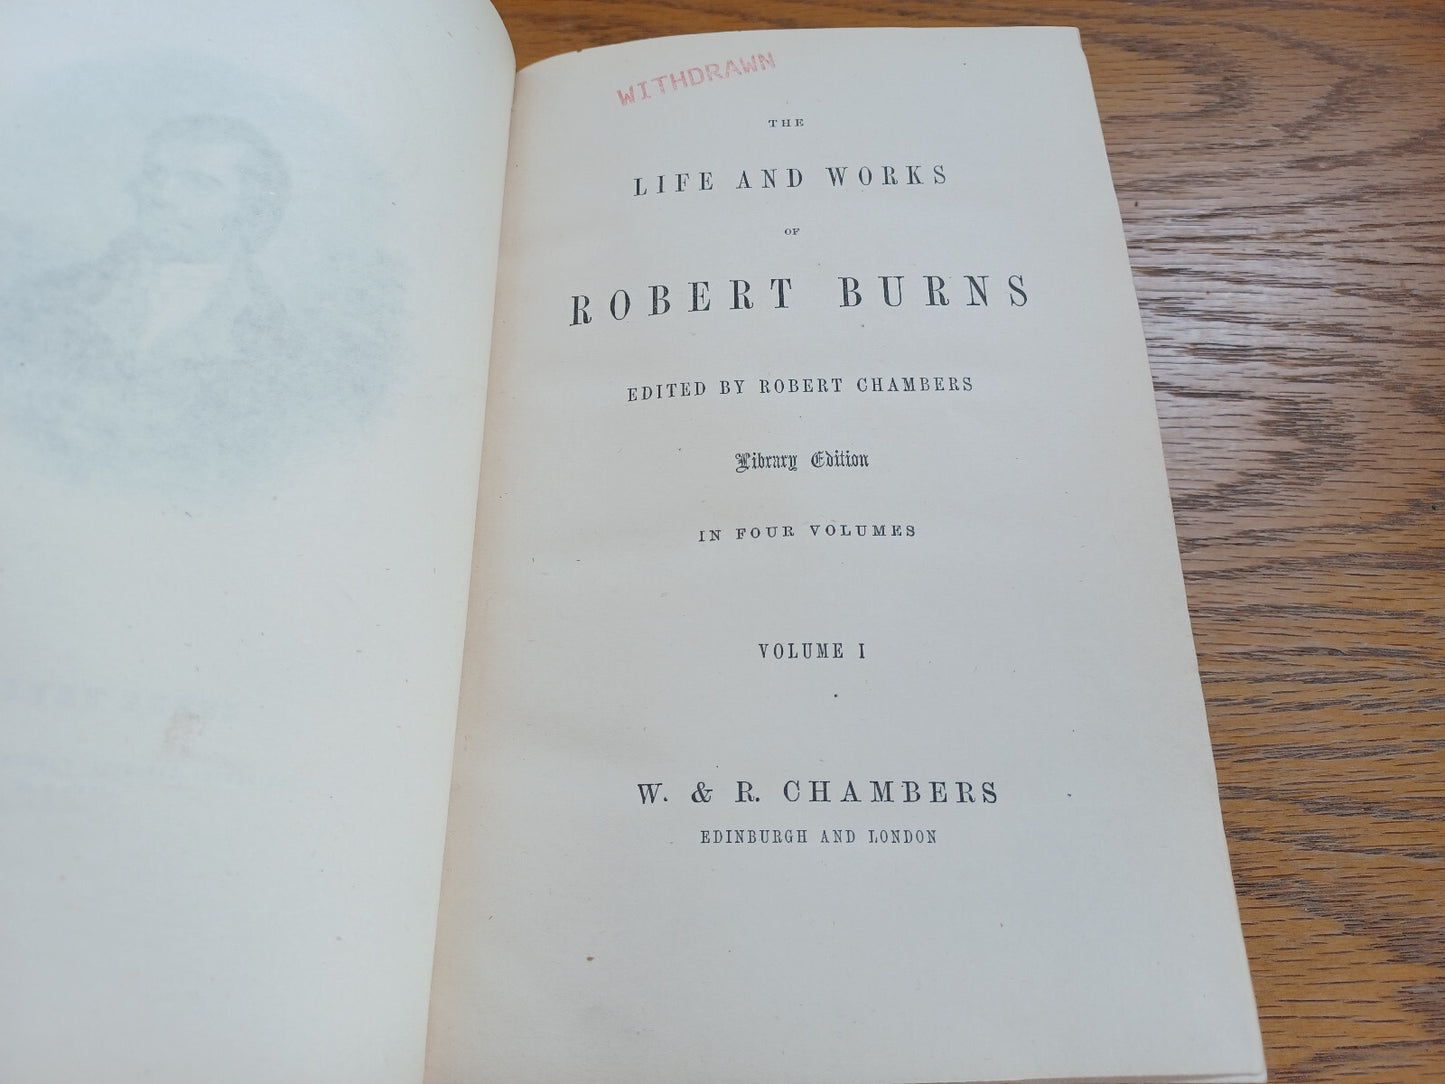 WITHDRAWN
THE
LIFE AND WORKS
OF
ROBERT BURNS
EDITED BY ROBERT CHAMBERS
Library Edition
IN FOUR VOLUMES
VOLUME I
W. & R. CHAMBERS
EDINBURGH AND LONDON